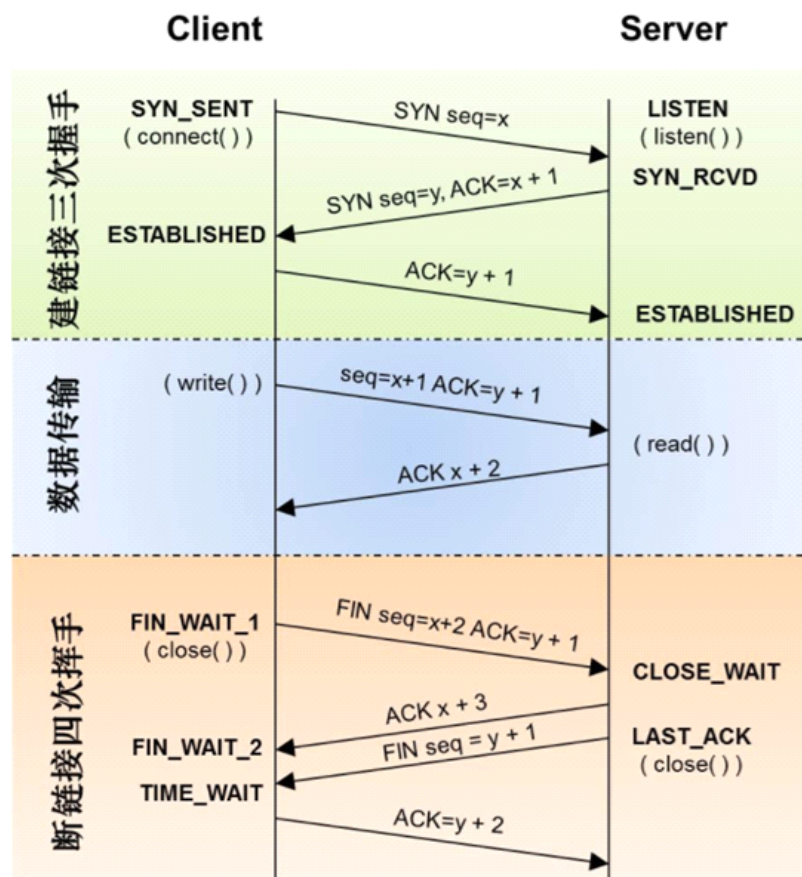 Client
Server
建链接三次握手
SYN_SENT
( connect( ) )
SYN seq=x
LISTEN
( listen( ) )
SYN_RCVD
SYN seq=y, ACK=x + 1
ESTABLISHED
ACK=y + 1
ESTABLISHED
数据传输
( write( ) )
seq=x+1 ACK=y + 1
( read( ) )
ACK x + 2
断链接四次挥手
FIN_WAIT_1
( close( ) )
FIN seq=x+2 ACK=y + 1
CLOSE_WAIT
ACK x + 3
FIN_WAIT_2
FIN seq = y + 1
LAST_ACK
( close( ) )
TIME_WAIT
ACK=y + 2